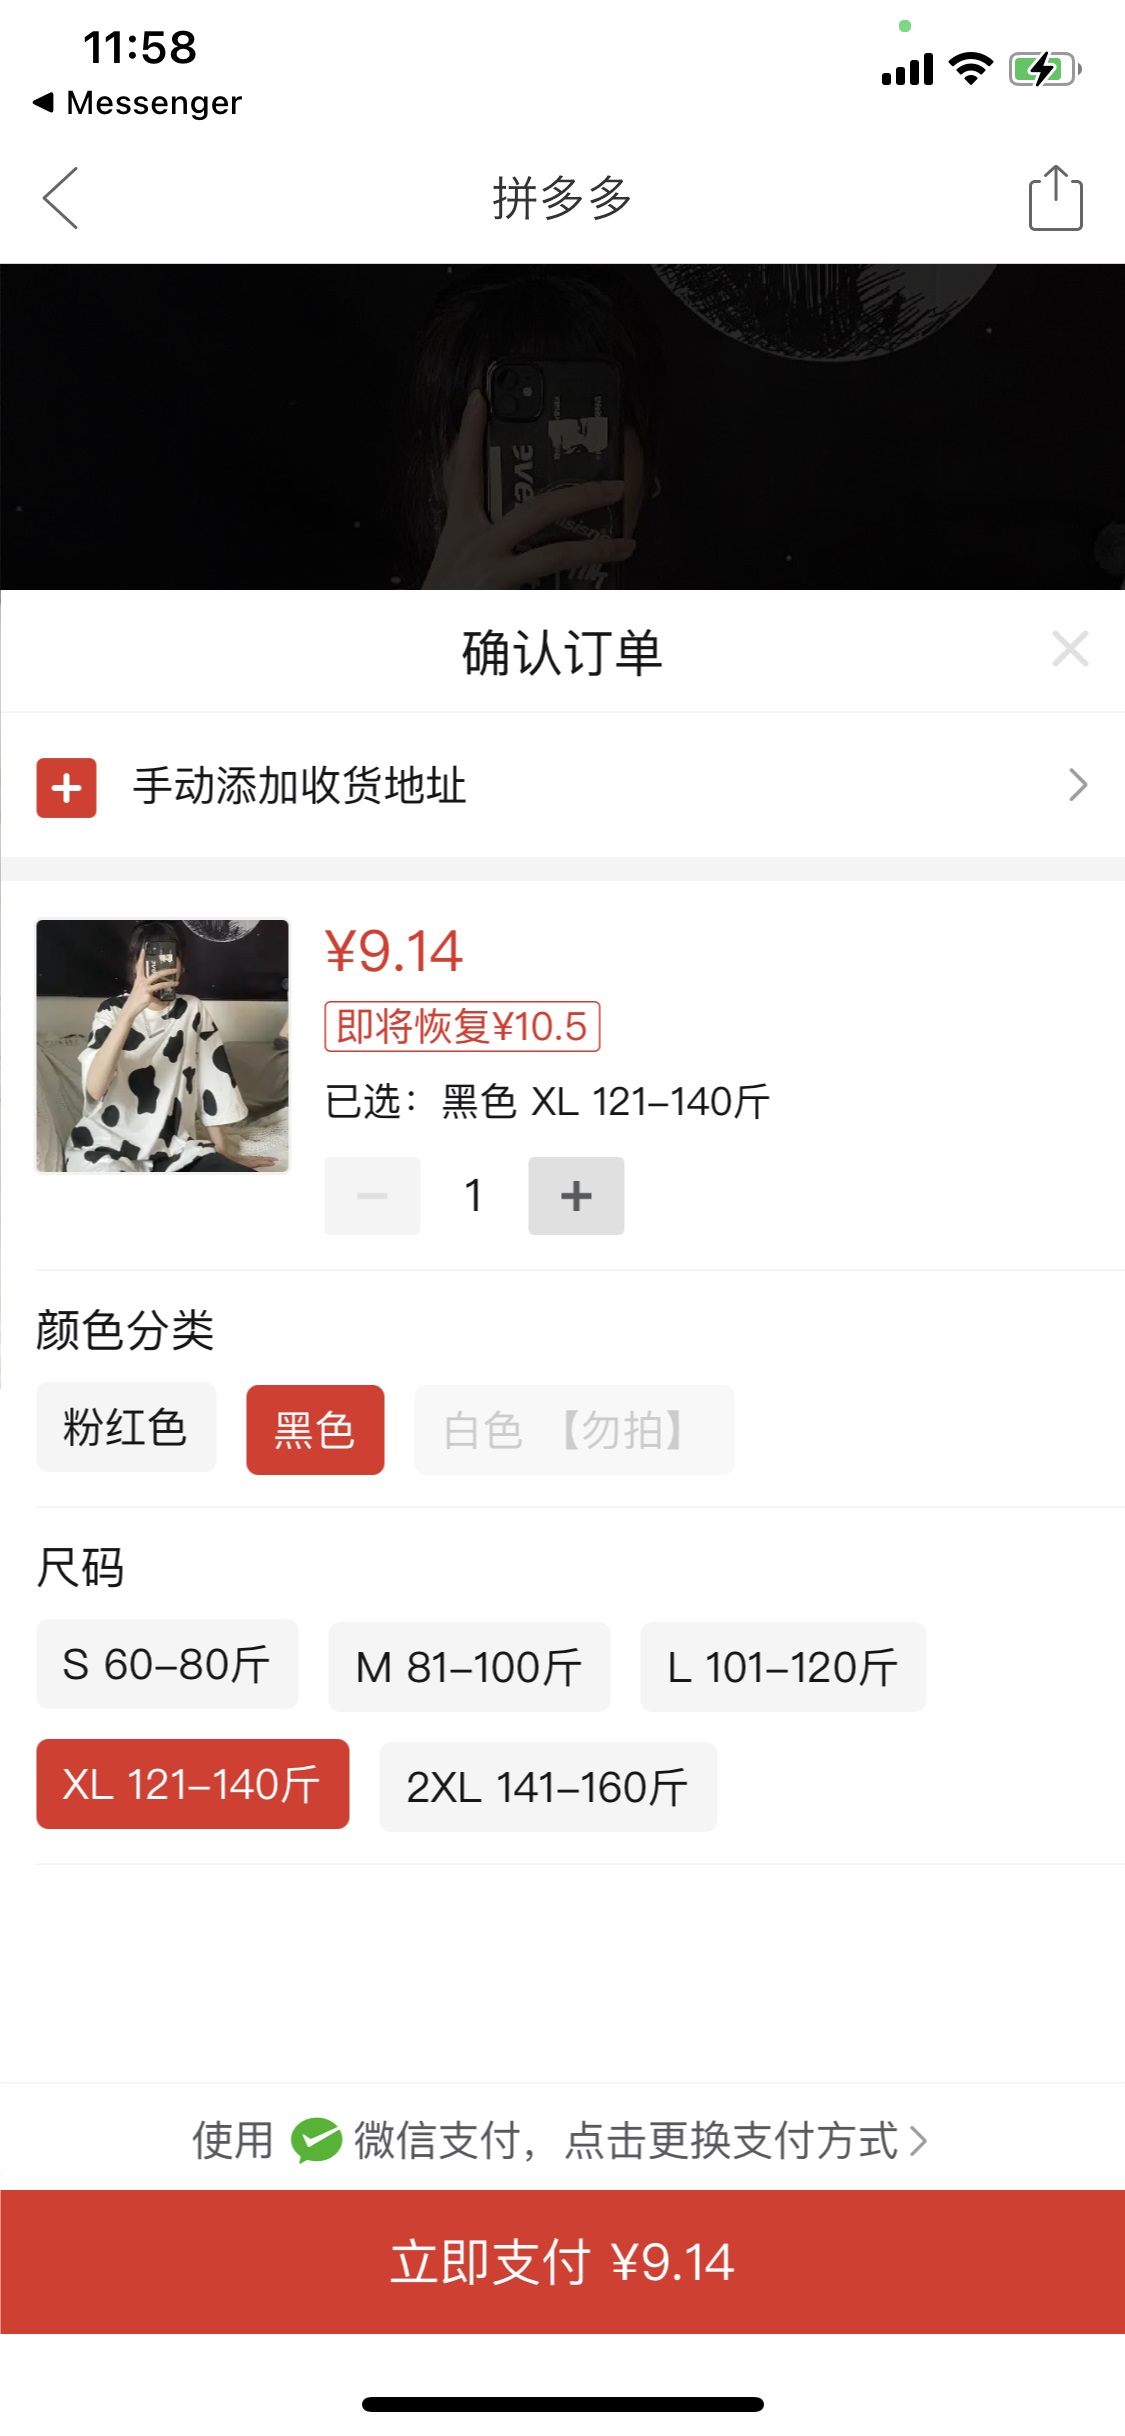 11:58
◀ Messenger
拼多多
确认订单
手动添加收货地址
¥9.14
即将恢复¥10.5
已选：黑色 XL 121-140斤
1
颜色分类
粉红色
黑色
白色 【勿拍】
尺码
S 60-80斤
M 81-100斤
L 101-120斤
XL 121-140斤
2XL 141-160斤
使用 微信支付，点击更换支付方式
立即支付 ¥9.14